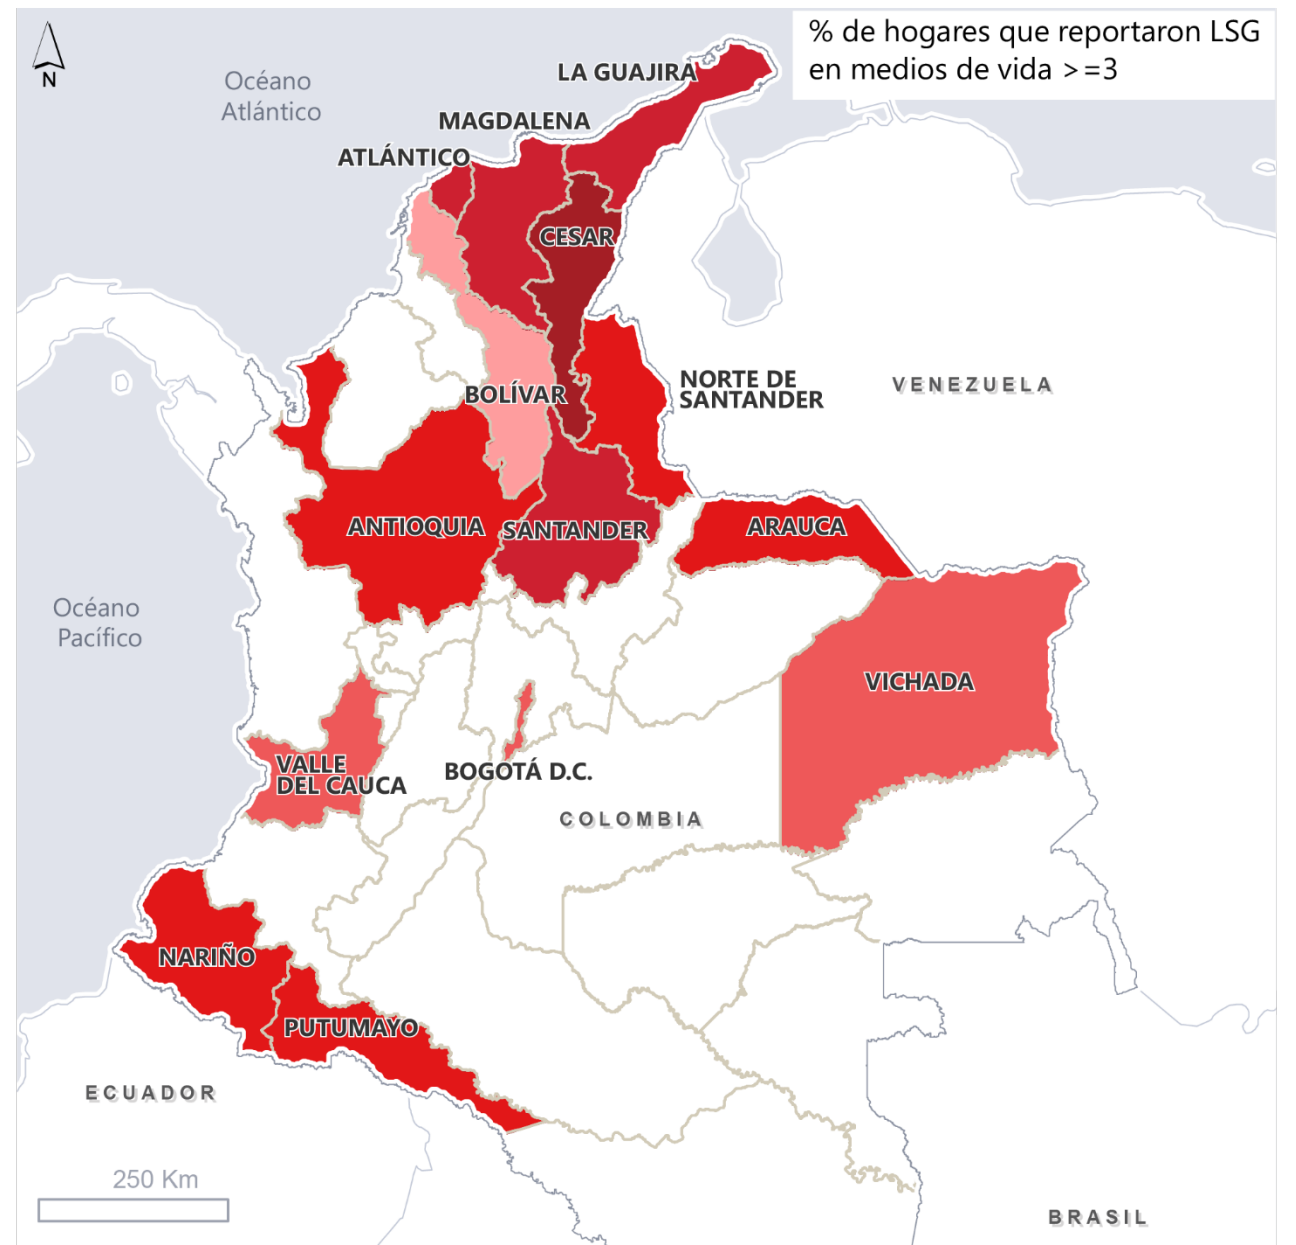 % de hogares que reportaron LSG
en medios de vida >=3
N
Océano
Atlántico
LA GUAJIRA
MAGDALENA
ATLÁNTICO
CESAR
BOLÍVAR
NORTE DE
SANTANDER
VENEZUELA
ANTIOQUIA
SANTANDER
ARAUCA
Océano
Pacífico
VICHADA
VALLE
DEL CAUCA
BOGOTÁ D.C.
COLOMBIA
NARIÑO
PUTUMAYO
ECUADOR
250 Km
BRASIL